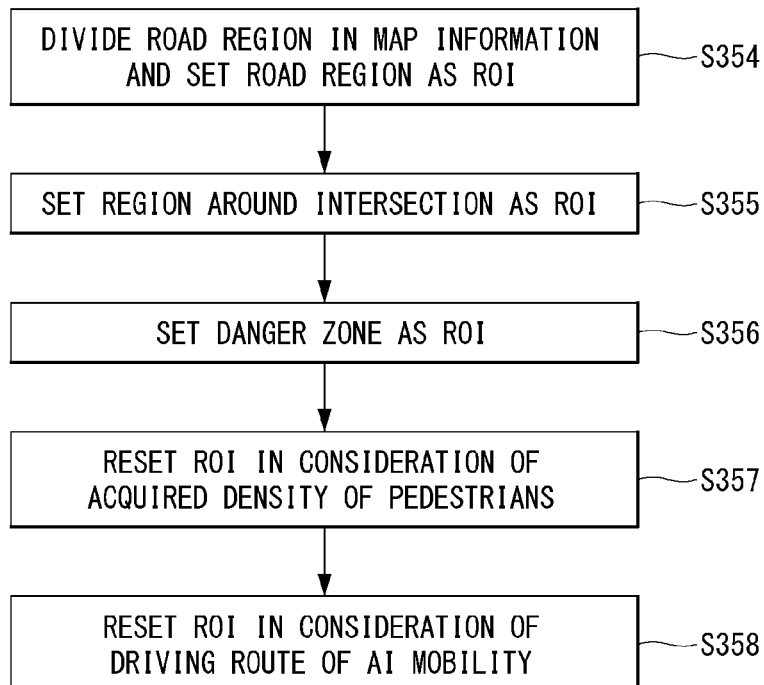 DIVIDE ROAD REGION IN MAP INFORMATION
AND SET ROAD REGION AS ROI
S354
SET REGION AROUND INTERSECTION AS ROI
S355
SET DANGER ZONE AS ROI
S356
RESET ROI IN CONSIDERATION OF
ACQUIRED DENSITY OF PEDESTRIANS
S357
RESET ROI IN CONSIDERATION OF
DRIVING ROUTE OF AI MOBILITY
S358